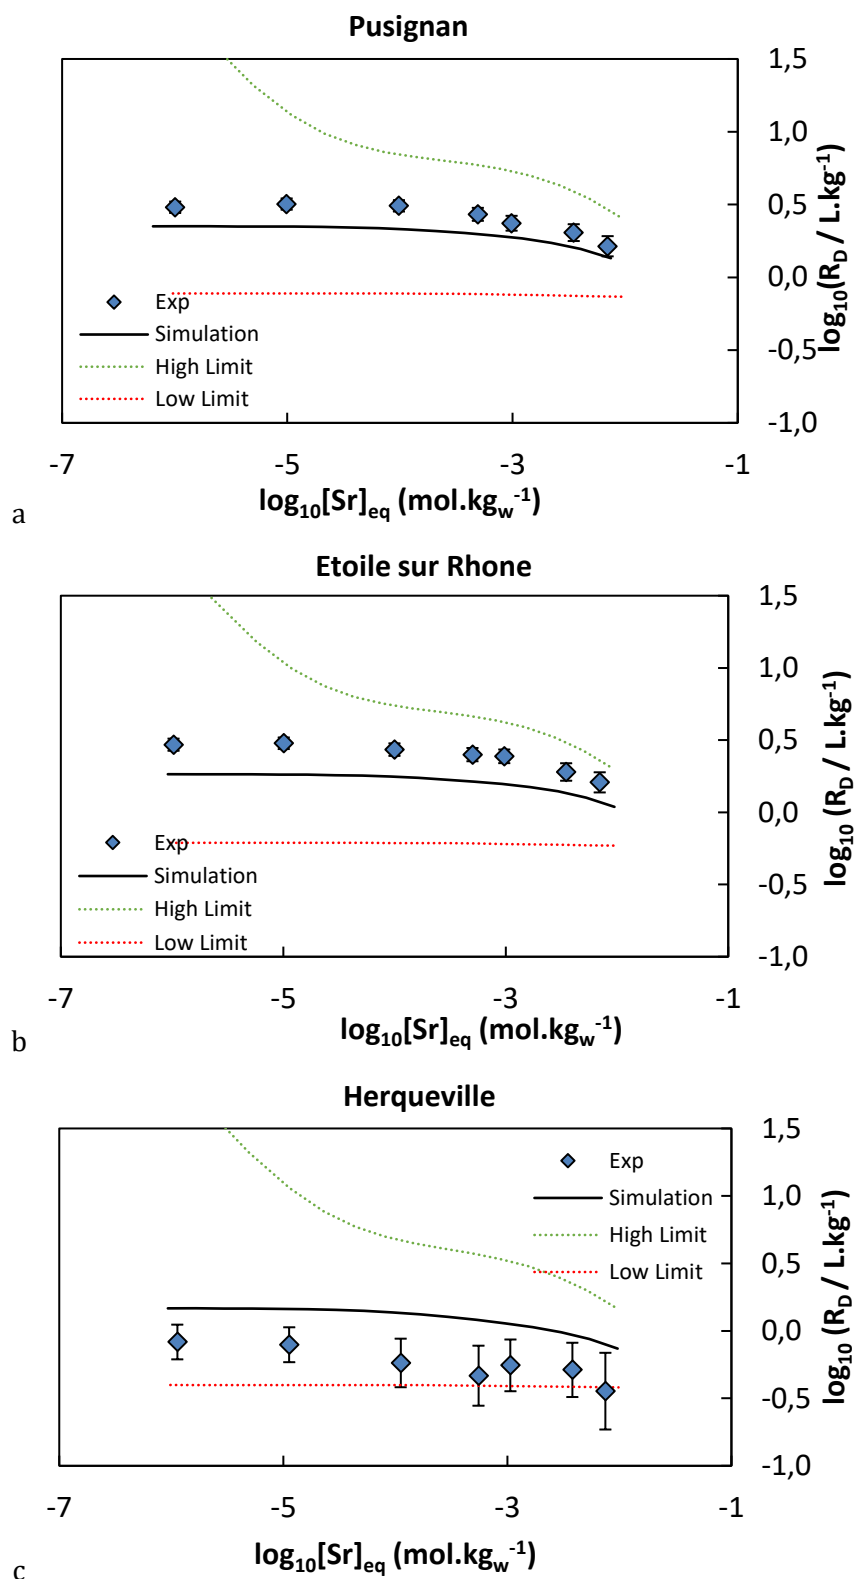 Pusignan
1,5
1,0
0,5
0,0
-0,5
-1,0
log10(RD / L.kg-1)
Exp
Simulation
High Limit
Low Limit
-7 -5 -3 -1
log10[Sr]eq (mol.kgw-1)
a
Etoile sur Rhone
1,5
1,0
0,5
0,0
-0,5
-1,0
log10 (RD / L.kg-1)
Exp
Simulation
High Limit
Low Limit
-7 -5 -3 -1
log10[Sr]eq (mol.kgw-1)
b
Herqueville
1,5
1,0
0,5
0,0
-0,5
-1,0
log10 (RD / L.kg-1)
Exp
Simulation
High Limit
Low Limit
-7 -5 -3 -1
log10[Sr]eq (mol.kgw-1)
c